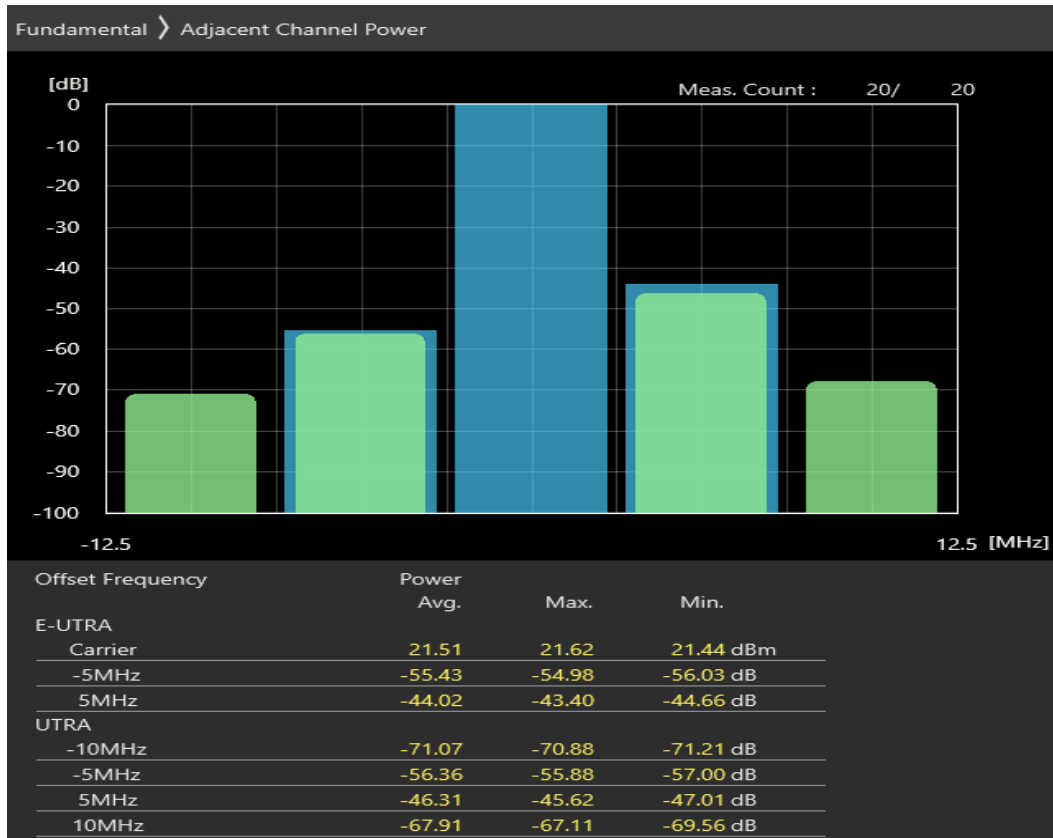 Fundamental 〉 Adjacent Channel Power
[dB]
Meas. Count : 20/ 20
0
-10
-20
-30
-40
-50
-60
-70
-80
-90
-100
-12.5 12.5 [MHz]
Offset Frequency Power
Avg. Max. Min.
E-UTRA
Carrier 21.51 21.62 21.44 dBm
-5MHz -55.43 -54.98 -56.03 dB
5MHz -44.02 -43.40 -44.66 dB
UTRA
-10MHz -71.07 -70.88 -71.21 dB
-5MHz -56.36 -55.88 -57.00 dB
5MHz -46.31 -45.62 -47.01 dB
10MHz -67.91 -67.11 -69.56 dB